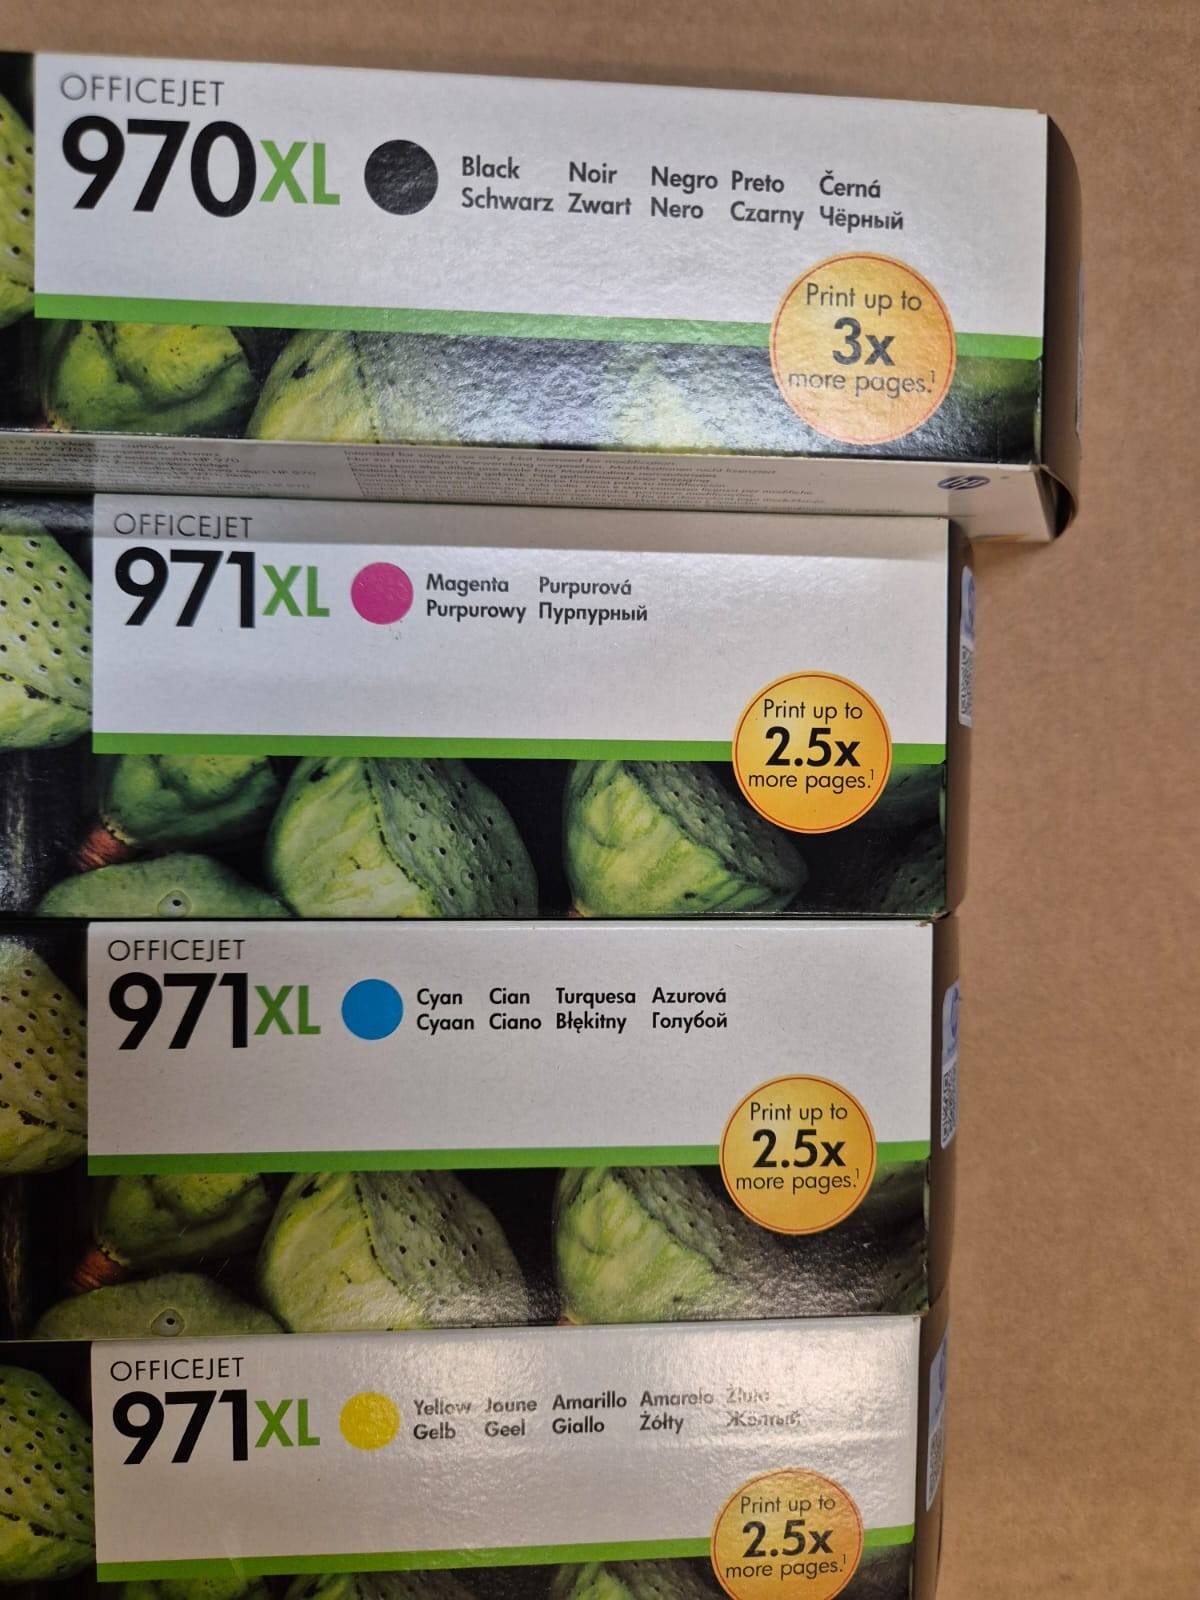 OFFICEJET
970XL
Black Noir Negro Preto Černá
Schwarz Zwart Nero Czarny Чёрный
Print up to
3x
more pages.¹
hp
OFFICEJET
971XL
Magenta Purpurová
Purpurowy Пурпурный
Print up to
2.5x
more pages.¹
OFFICEJET
971XL
Cyan Cian Turquesa Azurová
Cyaan Ciano Błękitny Голубой
Print up to
2.5x
more pages.¹
OFFICEJET
971XL
Yellow Jaune Amarillo Amarelo Žlutá
Gelb Geel Giallo Żółty Жёлтый
Print up to
2.5x
more pages.¹